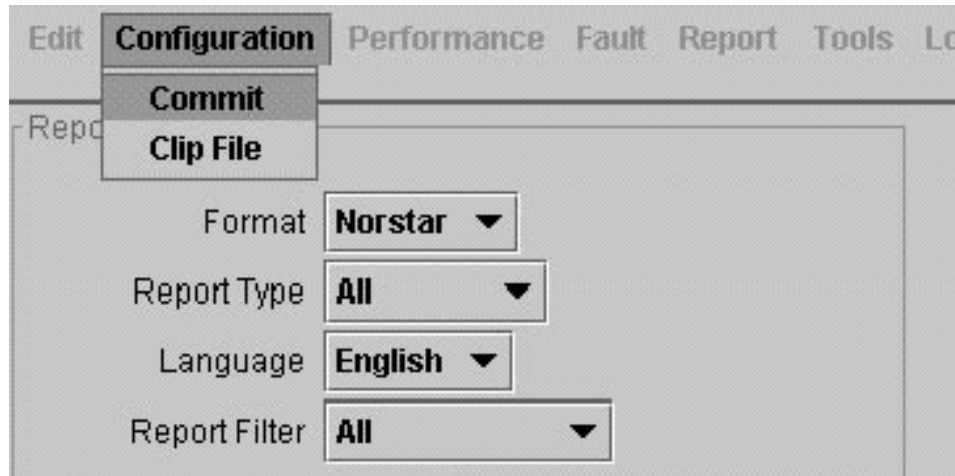 Edit Configuration Performance Fault Report Tools Lo
Commit
Repo
Clip File
Format Norstar
Report Type All
Language English
Report Filter All